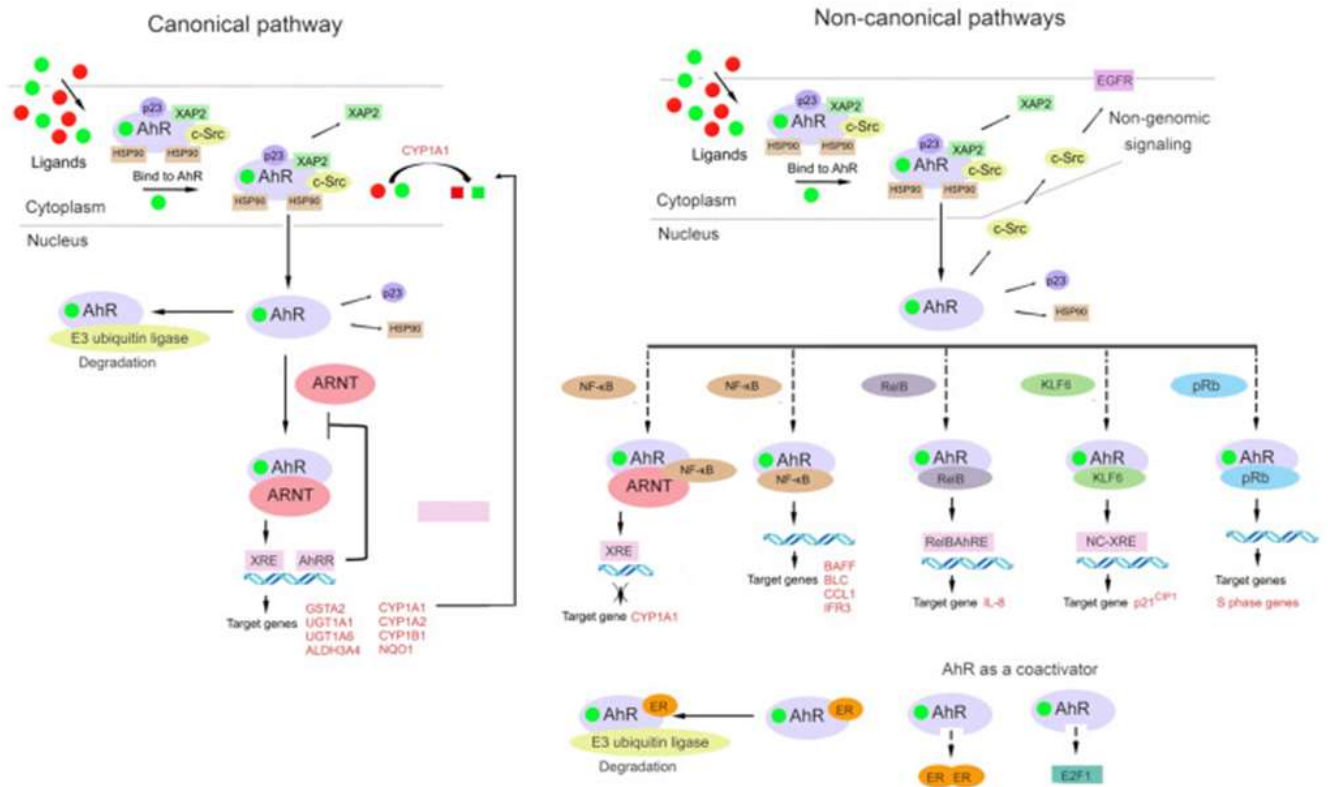 Canonical pathway
p23
XAP2
AhR
c-Src
HSP90 HSP90
Ligands
Bind to AhR
XAP2
p23
XAP2
AhR
c-Src
HSP90 HSP90
CYP1A1
Cytoplasm
Nucleus
AhR
E3 ubiquitin ligase
Degradation
AhR
p23
HSP90
ARNT
AhR
ARNT
XRE AhRR
Target genes
GSTA2 CYP1A1
UGT1A1 CYP1A2
UGT1A6 CYP1B1
ALDH3A4 NQO1
Non-canonical pathways
EGFR
Non-genomic
signaling
p23
XAP2
AhR
c-Src
HSP90 HSP90
Ligands
Bind to AhR
XAP2
p23
XAP2
AhR
c-Src
HSP90 HSP90
c-Src
Cytoplasm
Nucleus
c-Src
AhR
p23
HSP90
NF-κB
NF-κB
RelB
KLF6
pRb
AhR
NF-κB
ARNT
XRE
Target gene CYP1A1
AhR
NF-κB
Target genes
BAFF
BLC
CCL1
IFR3
AhR
RelB
RelBAhRE
Target gene IL-8
AhR
KLF6
NC-XRE
Target gene p21CIP1
AhR
pRb
Target genes
S phase genes
AhR as a coactivator
AhR ER
E3 ubiquitin ligase
Degradation
AhR ER
AhR
ER ER
AhR
E2F1